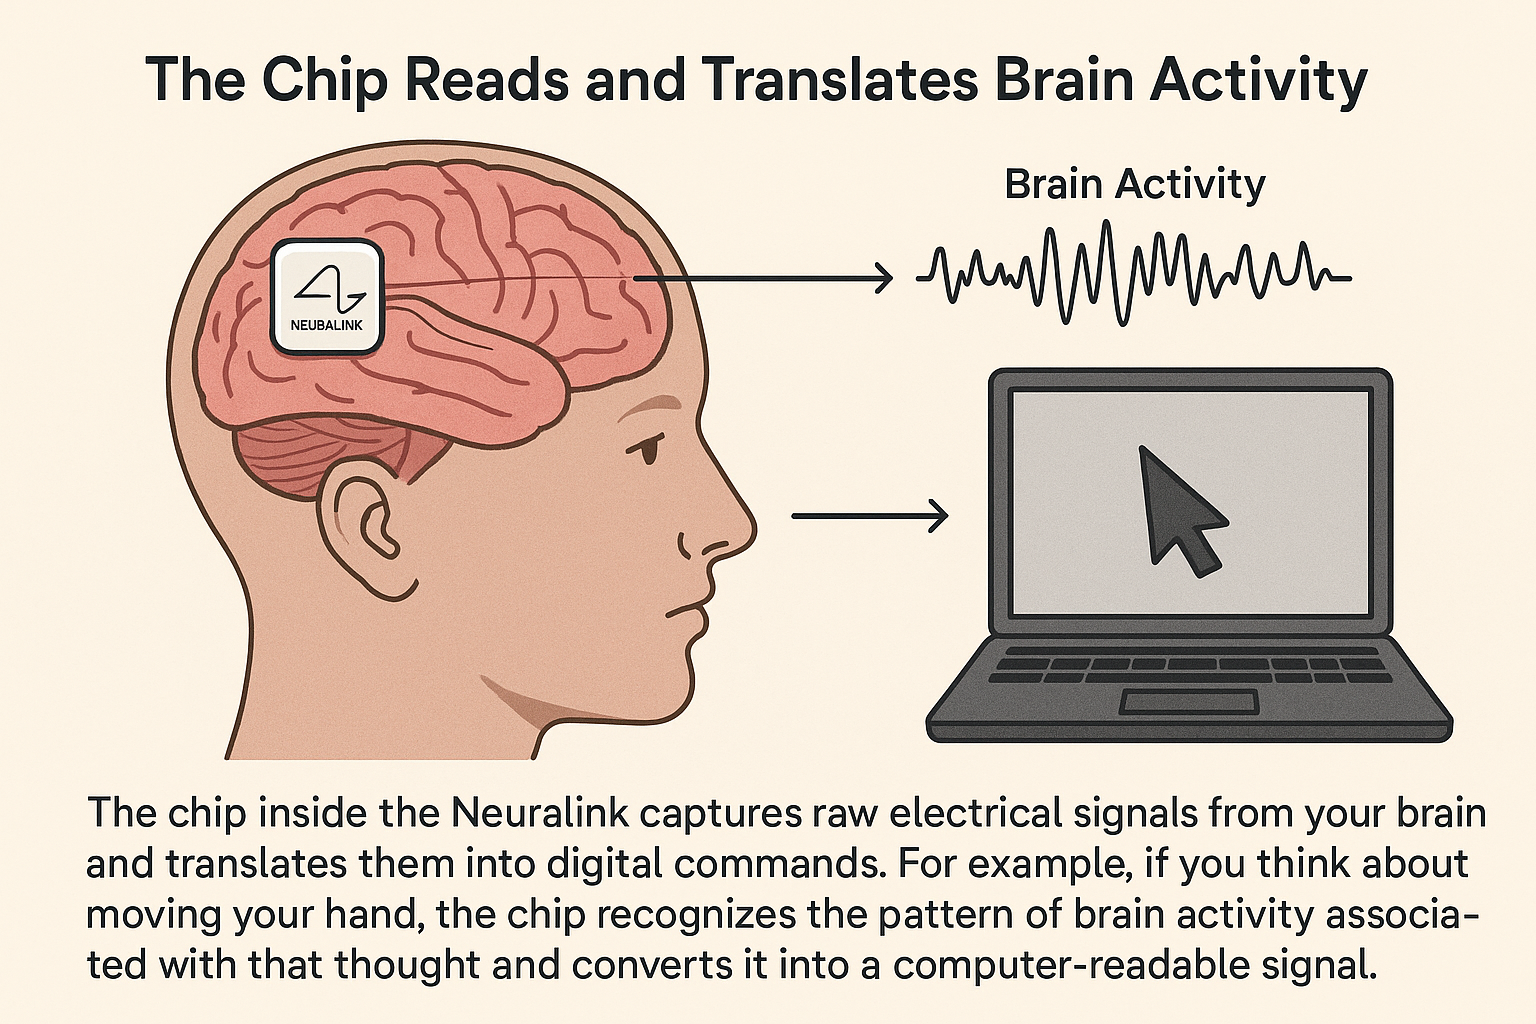 The Chip Reads and Translates Brain Activity
Brain Activity
NEUBALINK
The chip inside the Neuralink captures raw electrical signals from your brain
and translates them into digital commands. For example, if you think about
moving your hand, the chip recognizes the pattern of brain activity associa-
ted with that thought and converts it into a computer-readable signal.